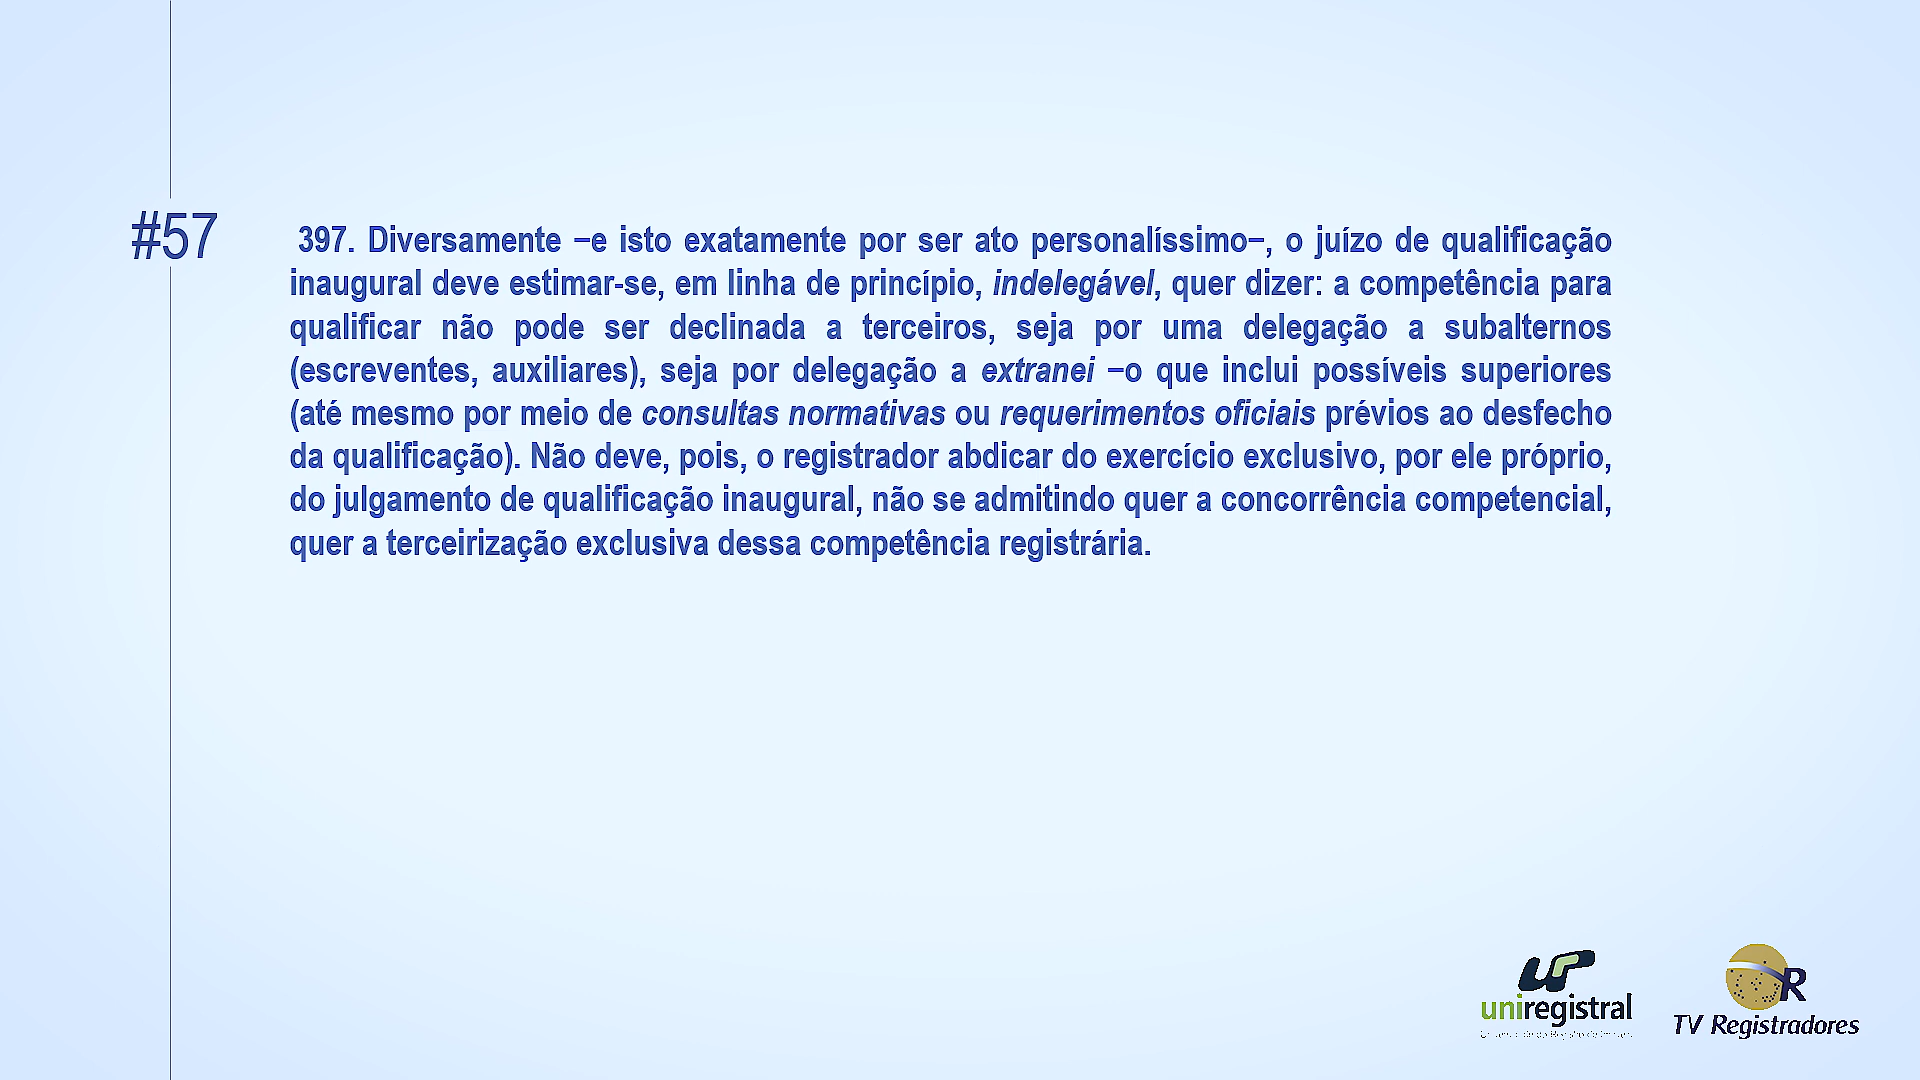 #57
397. Diversamente −e isto exatamente por ser ato personalíssimo−, o juízo de qualificação
inaugural deve estimar-se, em linha de princípio, indelegável, quer dizer: a competência para
qualificar não pode ser declinada a terceiros, seja por uma delegação a subalternos
(escreventes, auxiliares), seja por delegação a extranei −o que inclui possíveis superiores
(até mesmo por meio de consultas normativas ou requerimentos oficiais prévios ao desfecho
da qualificação). Não deve, pois, o registrador abdicar do exercício exclusivo, por ele próprio,
do julgamento de qualificação inaugural, não se admitindo quer a concorrência competencial,
quer a terceirização exclusiva dessa competência registrária.
uniregistral
TV Registradores